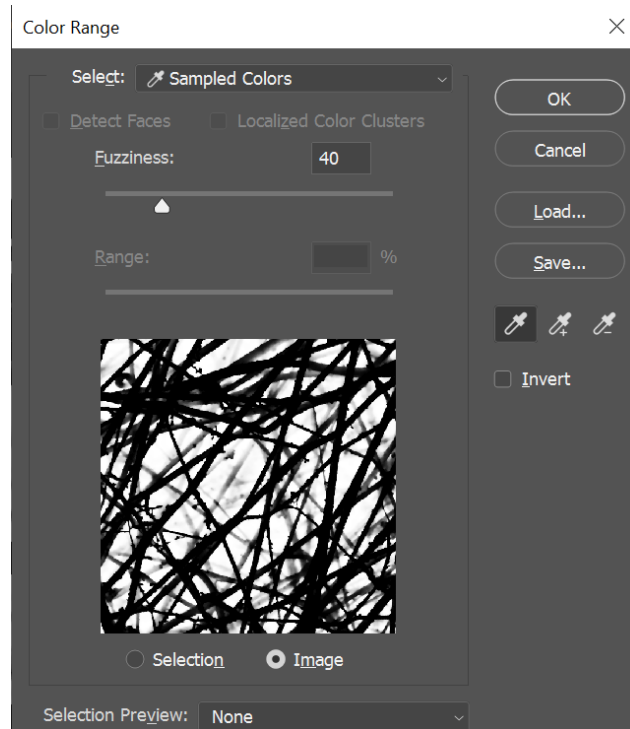 Color Range
Select: Sampled Colors
Detect Faces Localized Color Clusters
Fuzziness: 40
Range: %
Selection Image
Selection Preview: None
OK
Cancel
Load...
Save...
Invert